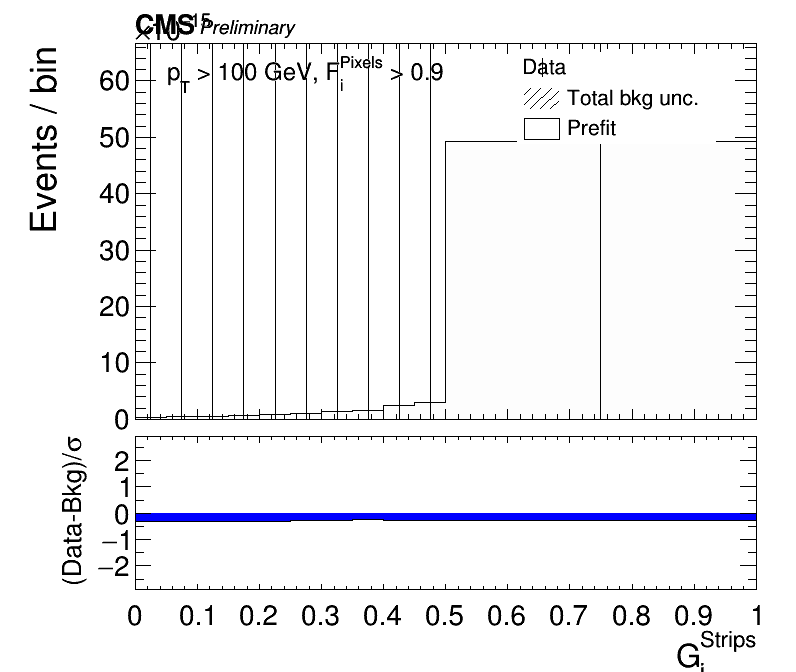 CMS Preliminary
×10^15
p_T > 100 GeV, F_i^Pixels > 0.9
Data
Total bkg unc.
Prefit
Events / bin
60
50
40
30
20
10
0
(Data-Bkg)/σ
2
1
0
−1
−2
0 0.1 0.2 0.3 0.4 0.5 0.6 0.7 0.8 0.9 1
G_i^Strips